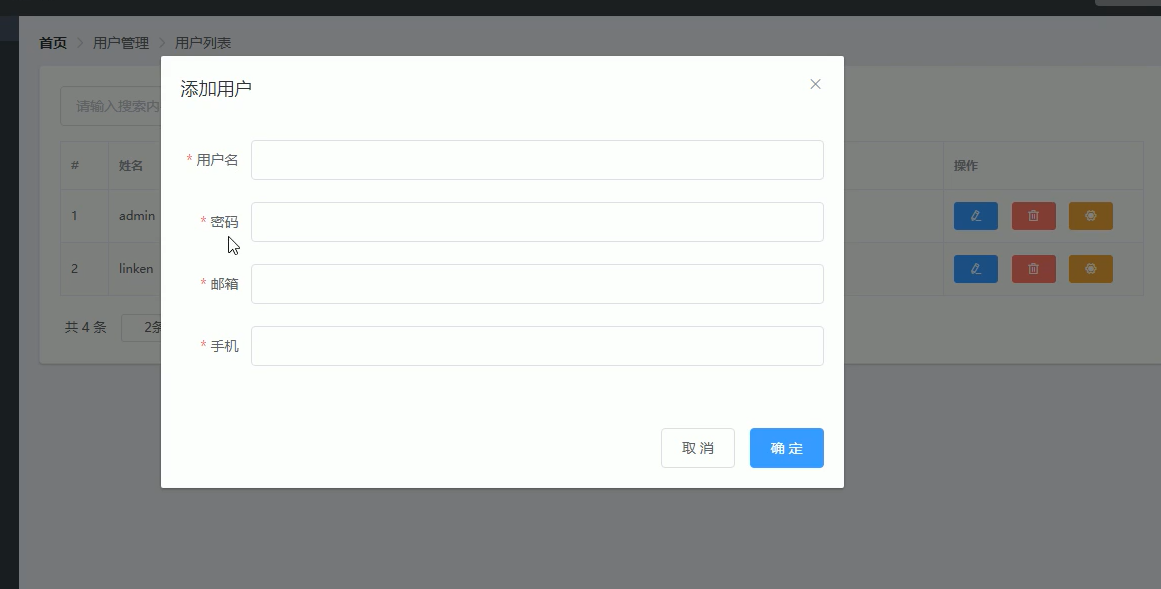 首页 用户管理 用户列表
添加用户
请输入搜索内
* 用户名
# 姓名 操作
* 密码
1 admin
* 邮箱
2 linken
* 手机
共 4 条 2条
取消 确定